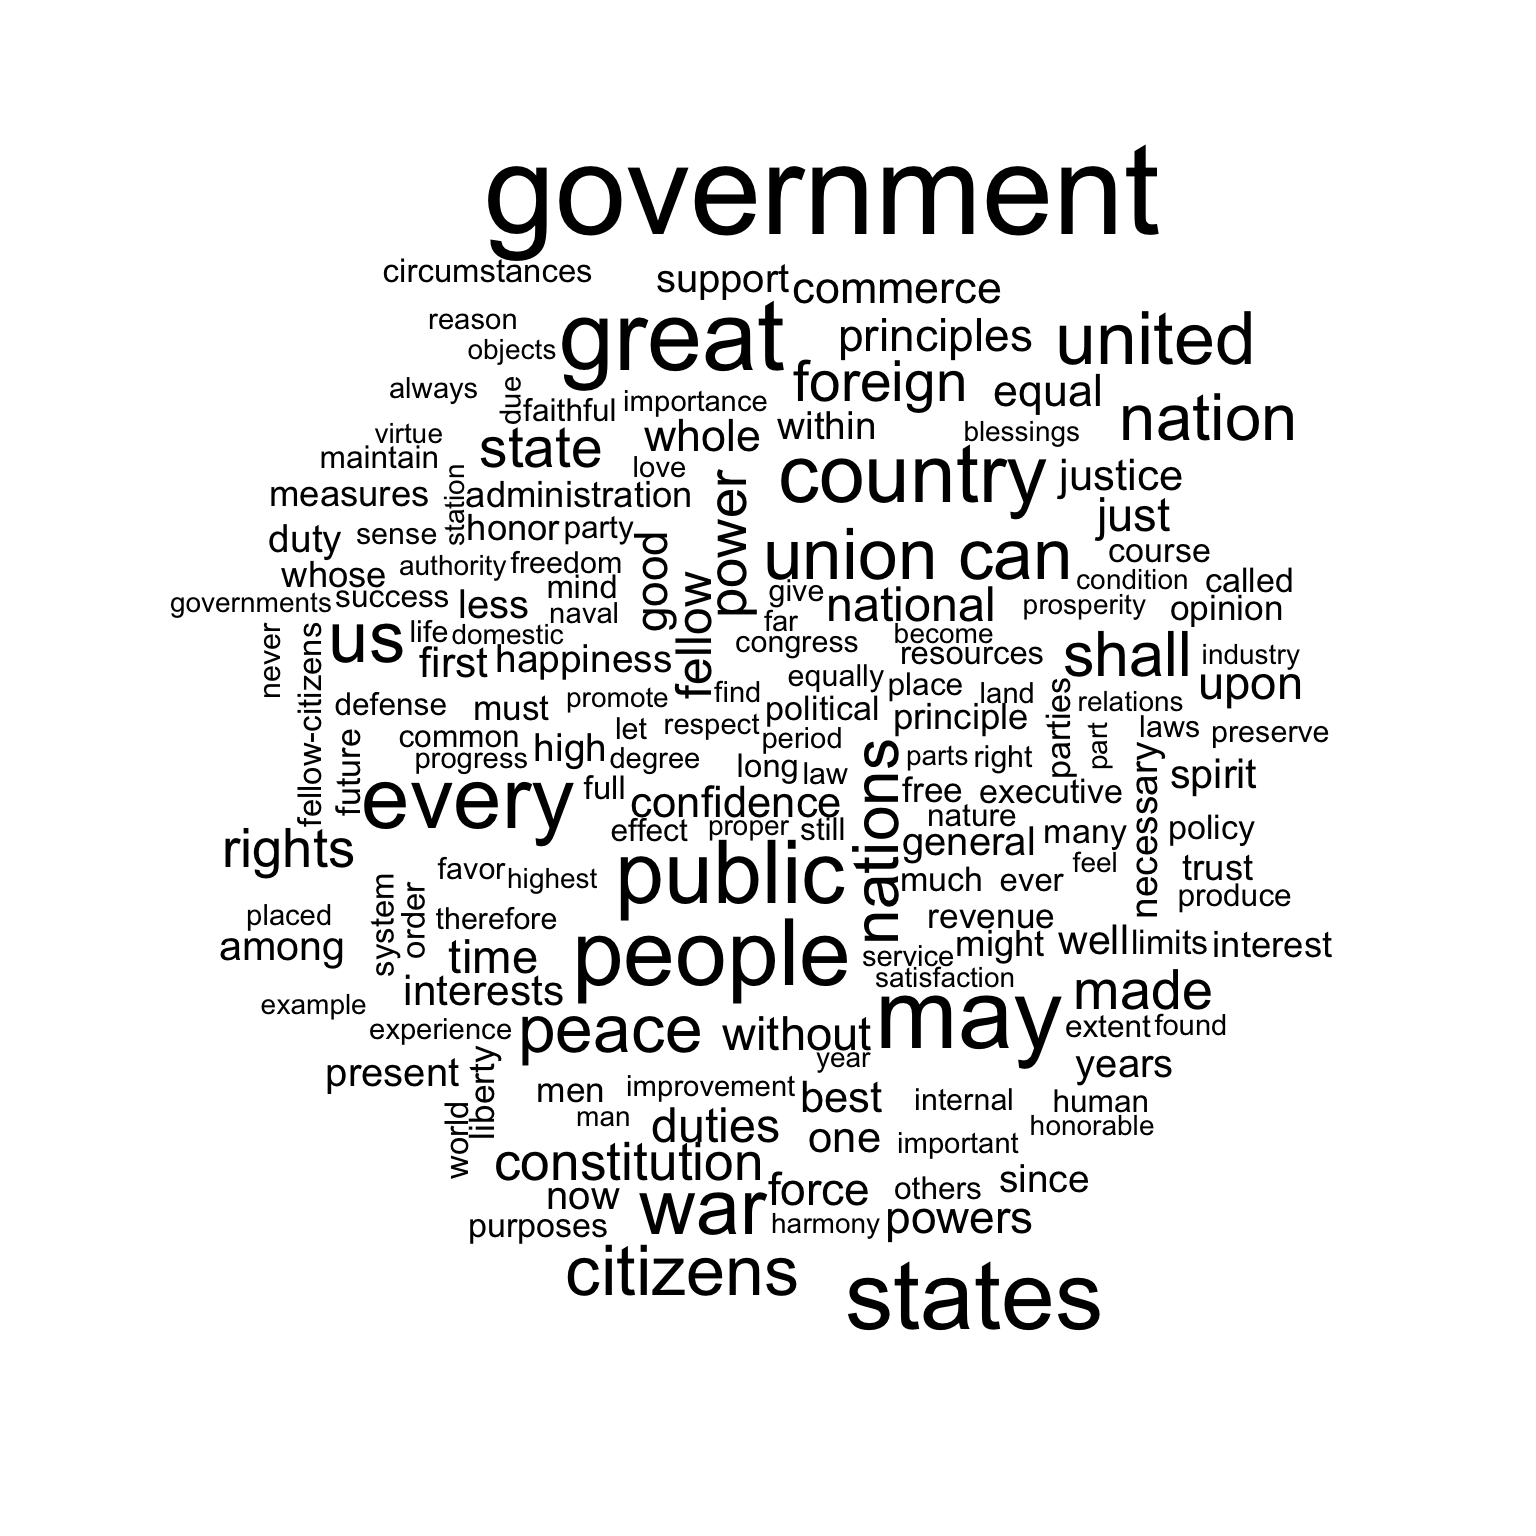 government
circumstances support commerce
reason great principles united
objects
always due faithful importance foreign equal nation
virtue state whole within blessings
maintain love country justice
measures station administration power just
duty sense honor party good union can course
whose authority freedom mind give condition called
governments success less naval fellow far national prosperity opinion
never fellow-citizens us life domestic congress become shall industry
first happiness resources upon
defense must promote find equally place land parties relations
common let respect political principle part laws preserve
future progress high degree period nations parts right necessary
every full long law free executive spirit
confidence nature
rights effect proper still general many policy
favor highest public much ever feel trust
placed system order therefore revenue produce
among time people service might well limits interest
interests satisfaction
example experience peace without may made
extent found
present liberty year years
world men improvement best internal human
man duties one important honorable
constitution
now war force others since
purposes harmony powers
citizens states